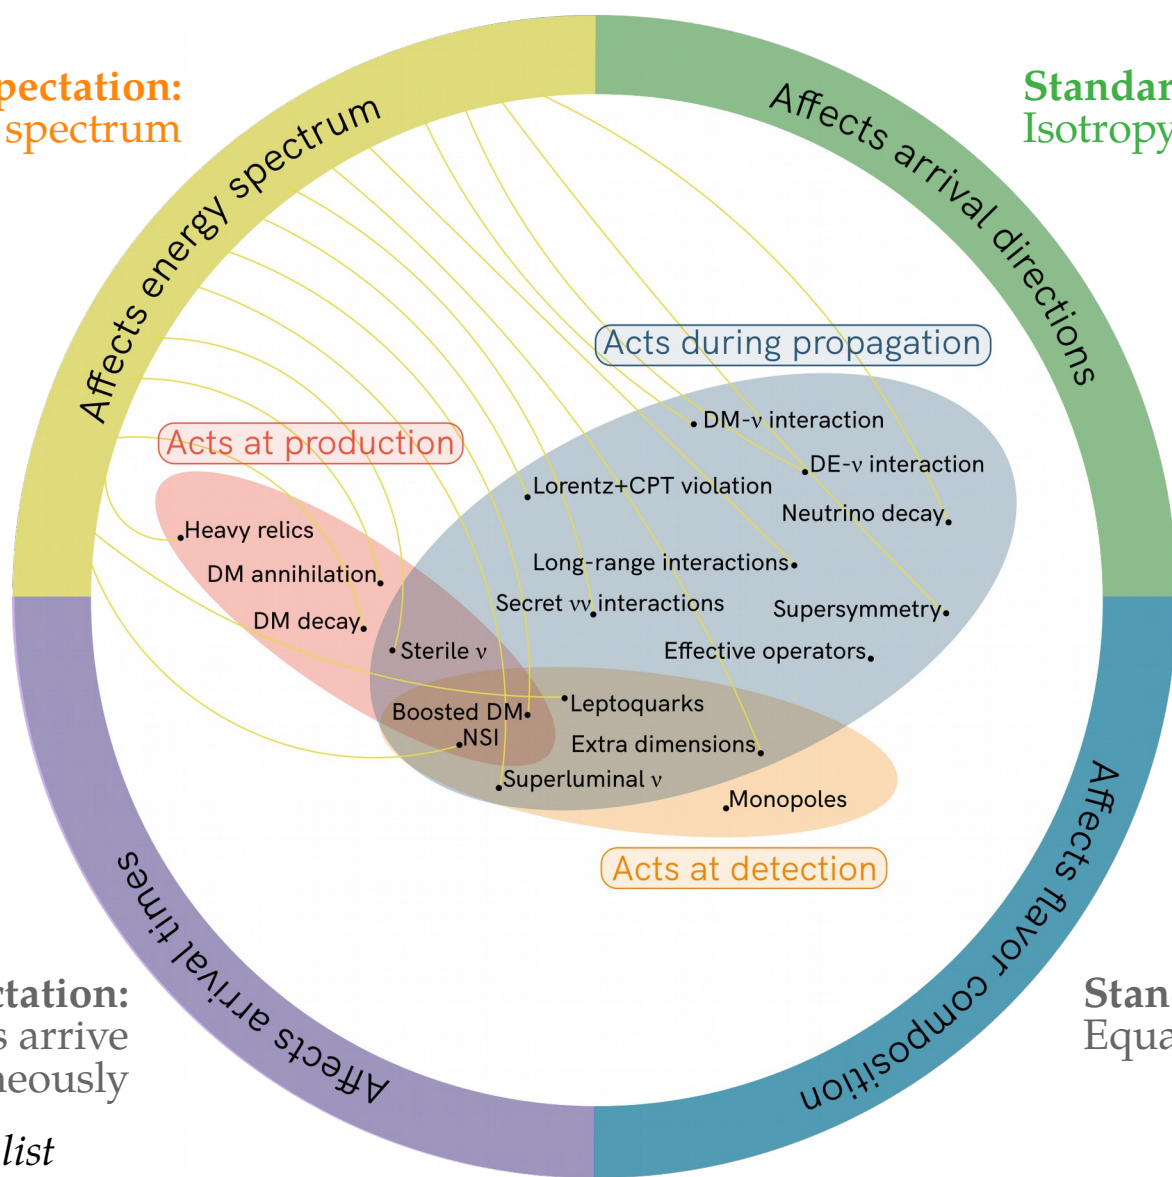 pectation:
spectrum
Standar
Isotropy
Affects energy spectrum
Affects arrival directions
Acts during propagation
Acts at production
DM-ν interaction
DE-ν interaction
Lorentz+CPT violation
Neutrino decay
Heavy relics
Long-range interactions
DM annihilation
Secret νν interactions
Supersymmetry
DM decay
Sterile ν
Effective operators
Leptoquarks
Boosted DM
NSI
Extra dimensions
Superluminal ν
Monopoles
Acts at detection
Affects arrival times
Affects flavor composition
ctation:
s arrive
neously
list
Stan
Equa